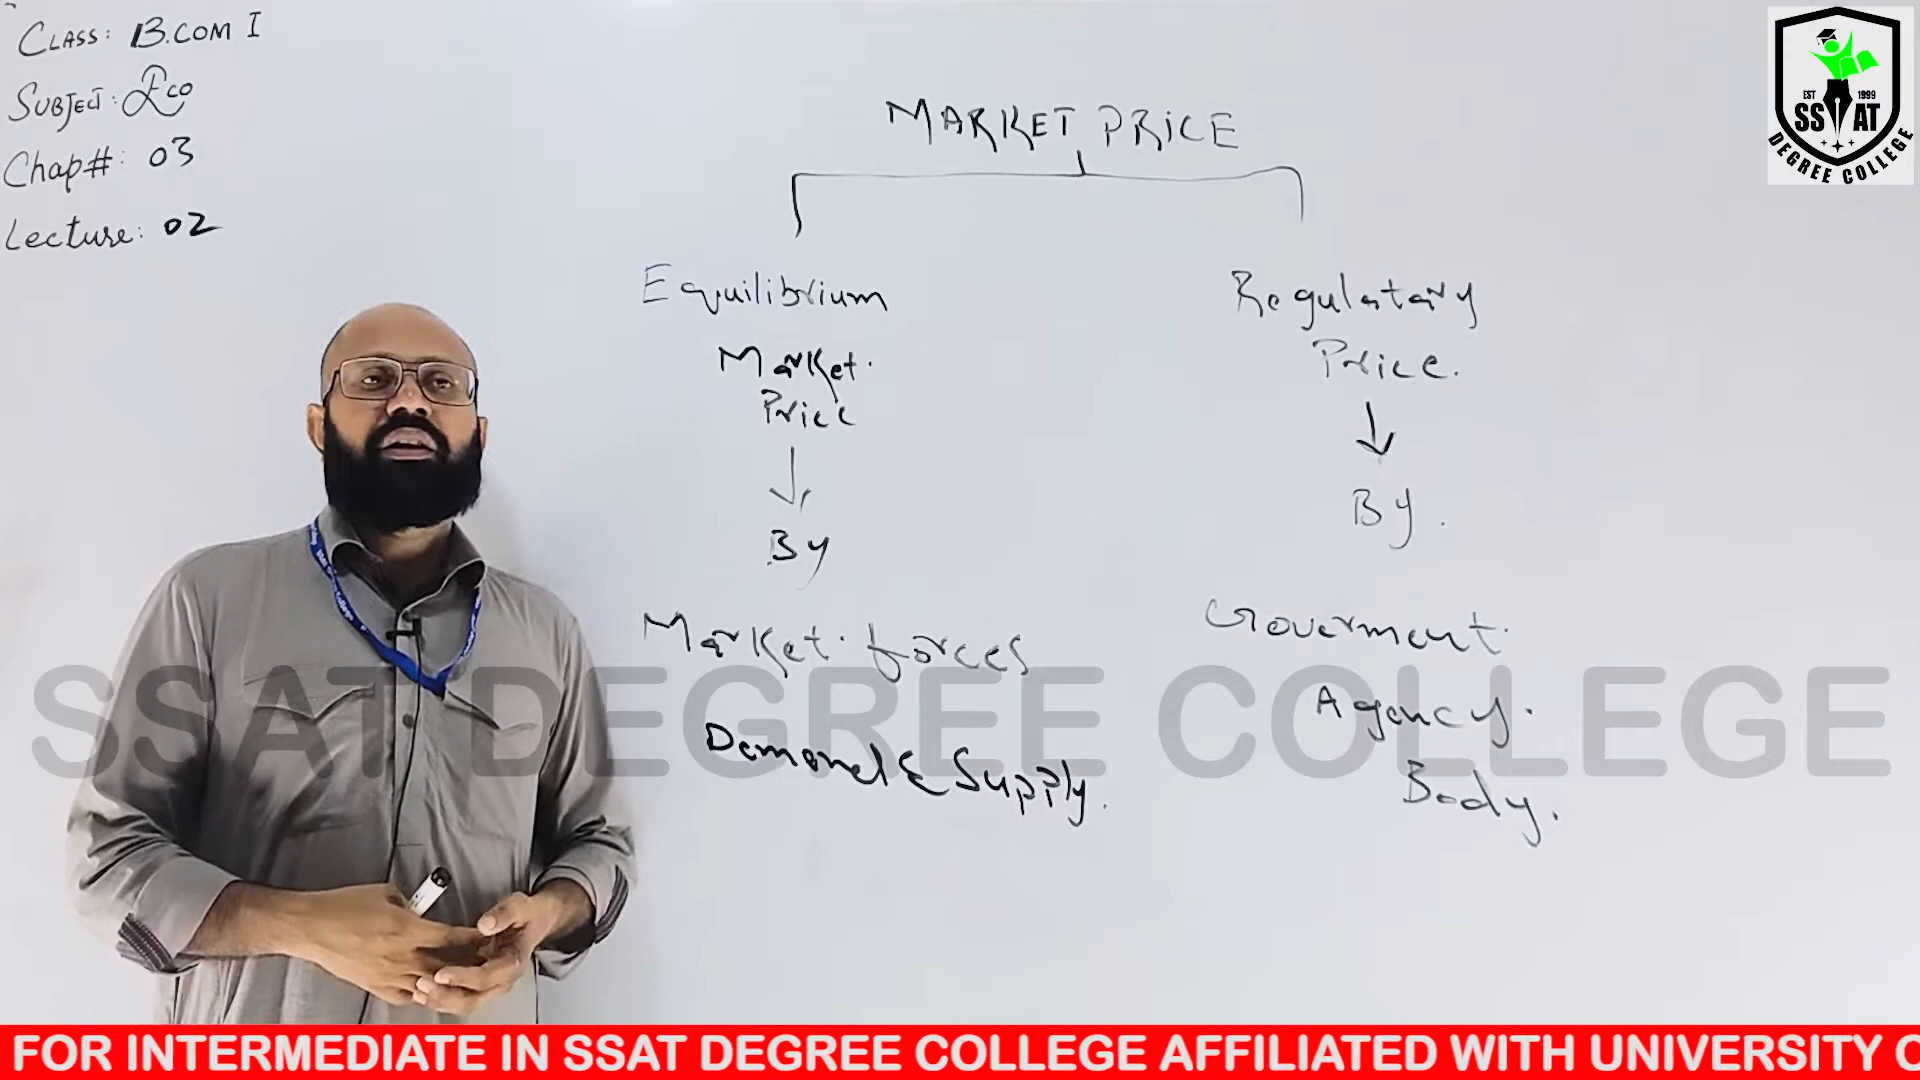 CLASS: B.COM I
SUBJECT: Eco
Chap#: 03
Lecture: 02
MARKET PRICE
Equilibrium
Market.
Price
By
Market forces
Demand & Supply.
Regulatary
Price.
By.
Goverment.
Agency.
Body.
EST 1999
SSAT
DEGREE COLLEGE
SSAT DEGREE COLLEGE
FOR INTERMEDIATE IN SSAT DEGREE COLLEGE AFFILIATED WITH UNIVERSITY